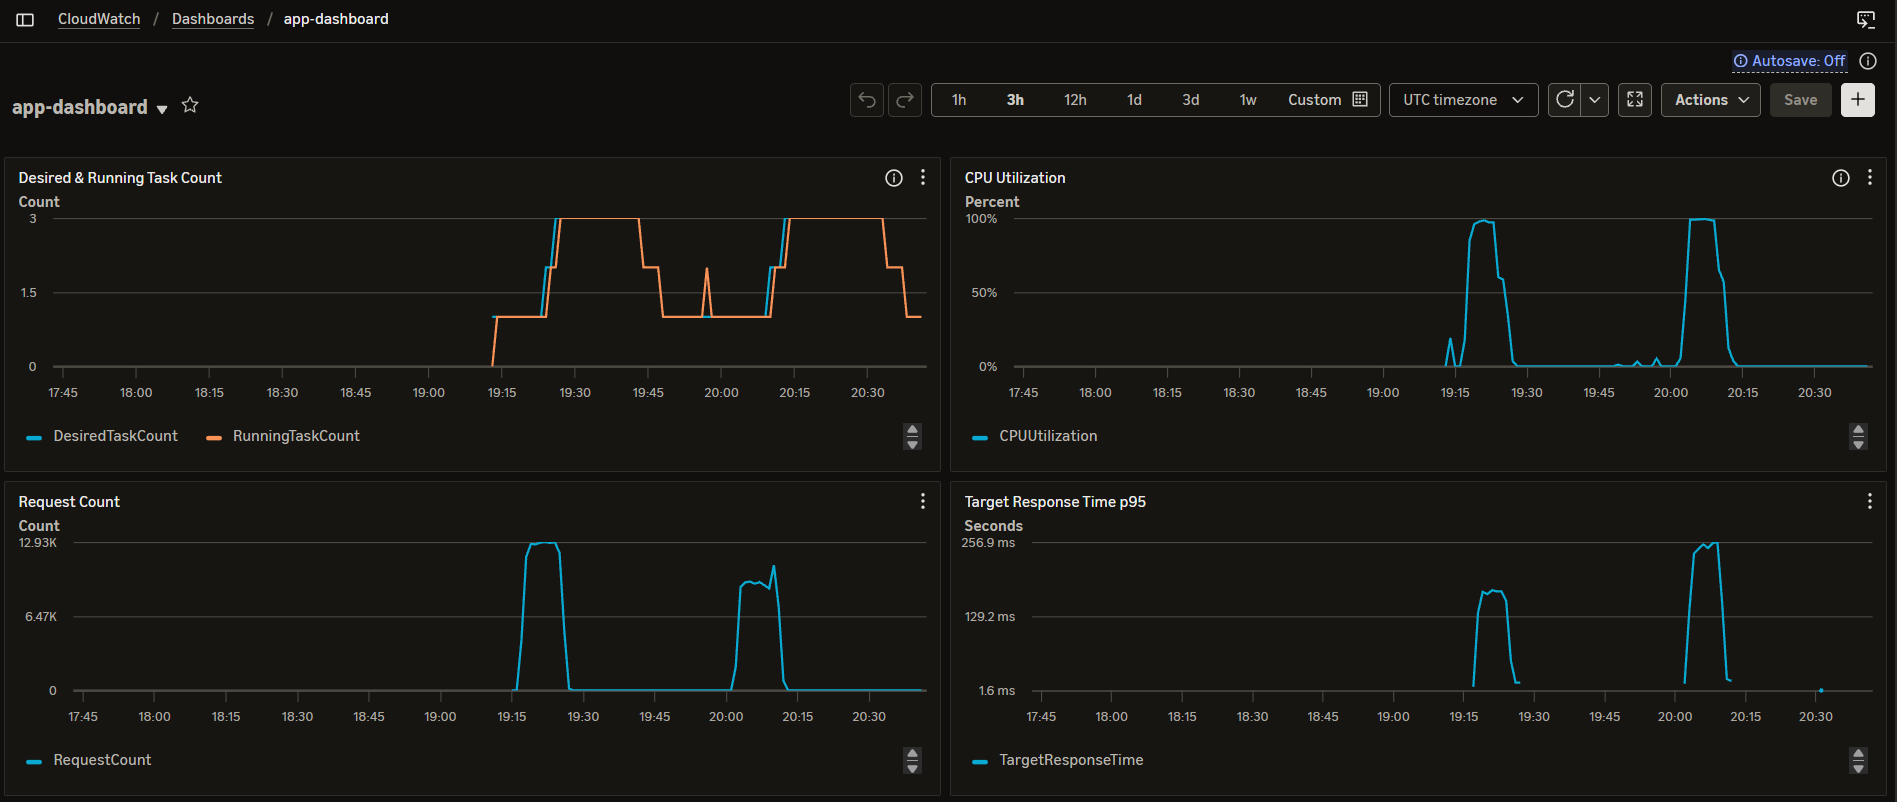 CloudWatch / Dashboards / app-dashboard
Autosave: Off
app-dashboard
1h 3h 12h 1d 3d 1w Custom UTC timezone Actions Save
Desired & Running Task Count
Count
3
1.5
0
17:45 18:00 18:15 18:30 18:45 19:00 19:15 19:30 19:45 20:00 20:15 20:30
DesiredTaskCount RunningTaskCount
CPU Utilization
Percent
100%
50%
0%
17:45 18:00 18:15 18:30 18:45 19:00 19:15 19:30 19:45 20:00 20:15 20:30
CPUUtilization
Request Count
Count
12.93K
6.47K
0
17:45 18:00 18:15 18:30 18:45 19:00 19:15 19:30 19:45 20:00 20:15 20:30
RequestCount
Target Response Time p95
Seconds
256.9 ms
129.2 ms
1.6 ms
17:45 18:00 18:15 18:30 18:45 19:00 19:15 19:30 19:45 20:00 20:15 20:30
TargetResponseTime